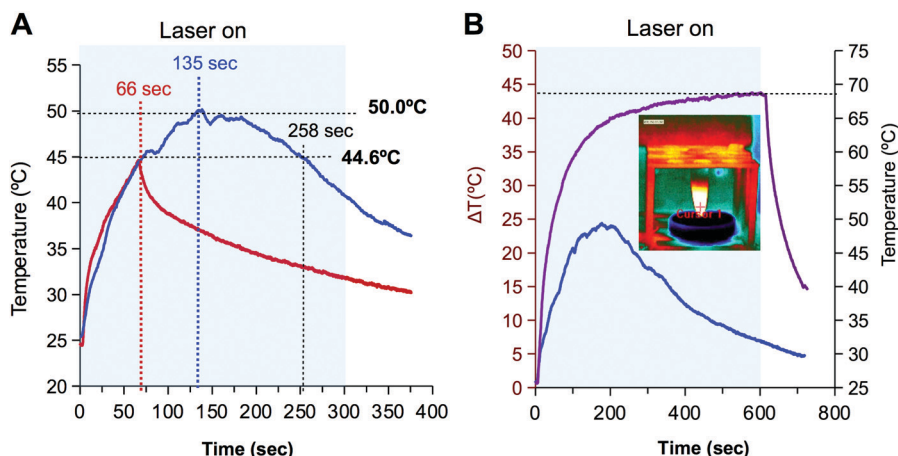 A
Laser on
66 sec
135 sec
258 sec
50.0ºC
44.6ºC
Temperature (ºC)
55
50
45
40
35
30
25
20
0
50
100
150
200
250
300
350
400
Time (sec)
B
Laser on
ΔT(ºC)
50
45
40
35
30
25
20
15
10
5
0
Cursor 1
75
70
65
60
55
50
45
40
35
30
25
Temperature (ºC)
0
200
400
600
800
Time (sec)